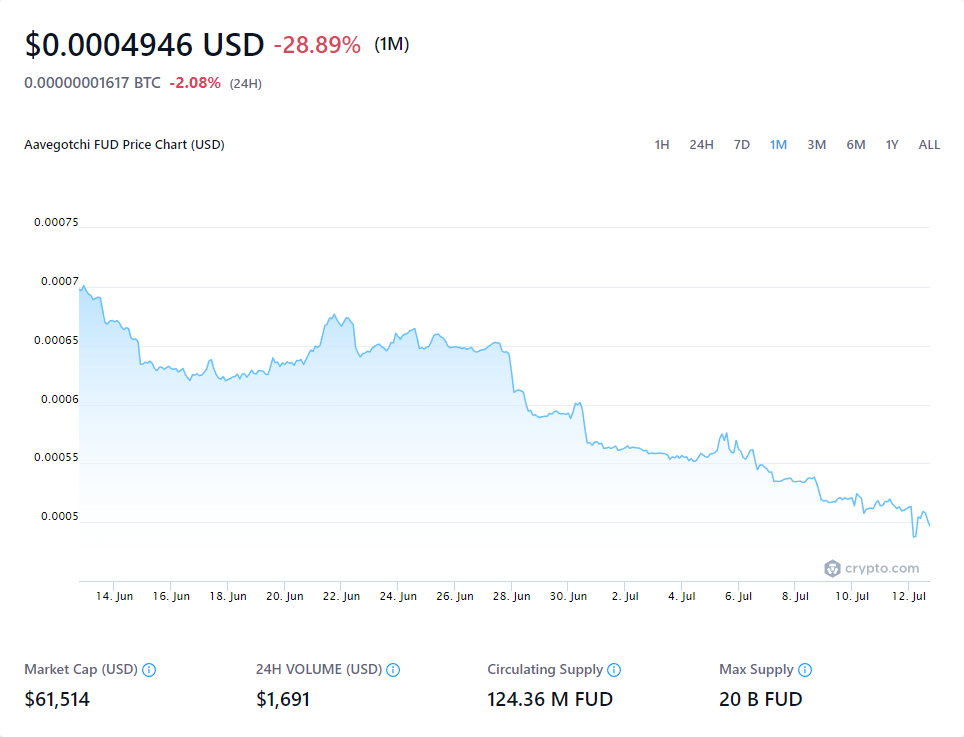 $0.0004946 USD -28.89% (1M)
0.00000001617 BTC -2.08% (24H)
Aavegotchi FUD Price Chart (USD) 1H 24H 7D 1M 3M 6M 1Y ALL
0.00075
0.0007
0.00065
0.0006
0.00055
0.0005
crypto.com
14. Jun 16. Jun 18. Jun 20. Jun 22. Jun 24. Jun 26. Jun 28. Jun 30. Jun 2. Jul 4. Jul 6. Jul 8. Jul 10. Jul 12. Jul
Market Cap (USD) 24H VOLUME (USD) Circulating Supply Max Supply
$61,514 $1,691 124.36 M FUD 20 B FUD